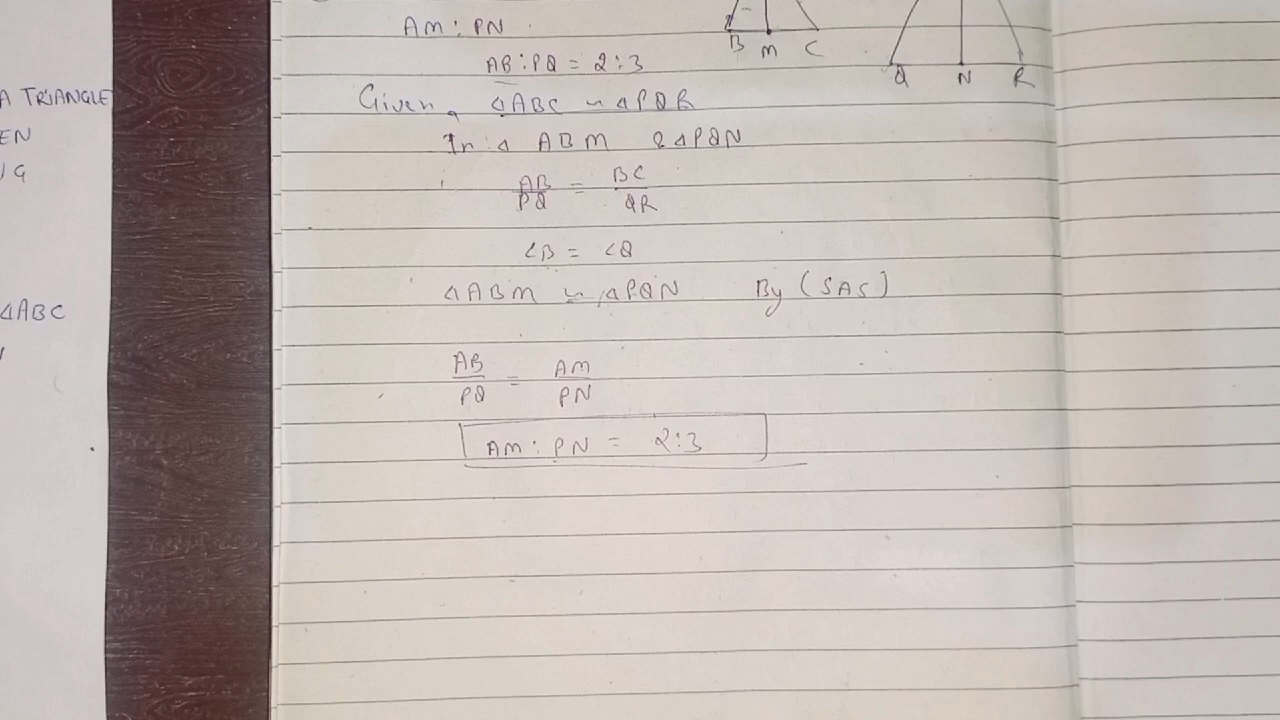 AM : PN
B M C
Q N R
AB : PQ = 2:3
A TRIANGLE
EN
Given, △ABC ~ △PQR
In △ ABM & △PQN
AB/PQ = BC/QR
∠B = ∠Q
△ABM ~ △PQN By (SAS)
△ABC
AB/PQ = AM/PN
AM : PN = 2:3